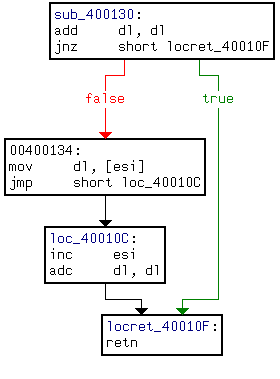 sub_400130:
add     dl, dl
jnz     short locret_40010F
false
true
00400134:
mov     dl, [esi]
jmp     short loc_40010C
loc_40010C:
inc     esi
adc     dl, dl
locret_40010F:
retn